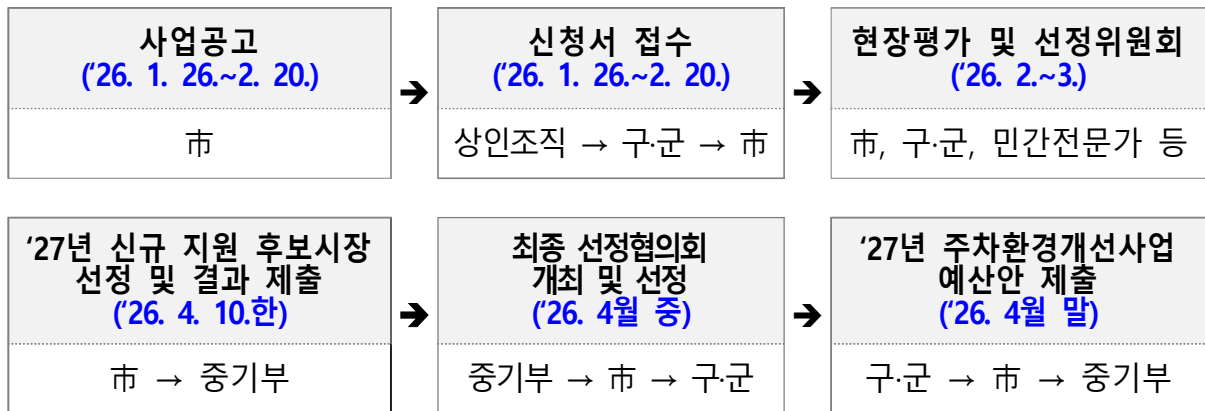 사업공고
(‘26. 1. 26.~2. 20.)
市
➔
신청서 접수
(‘26. 1. 26.~2. 20.)
상인조직 → 구·군 → 市
➔
현장평가 및 선정위원회
(‘26. 2.~3.)
市, 구·군, 민간전문가 등
‘27년 신규 지원 후보시장
선정 및 결과 제출
(‘26. 4. 10.한)
市 → 중기부
➔
최종 선정협의회
개최 및 선정
(‘26. 4월 중)
중기부 → 市 → 구·군
➔
‘27년 주차환경개선사업
예산안 제출
(‘26. 4월 말)
구·군 → 市 → 중기부